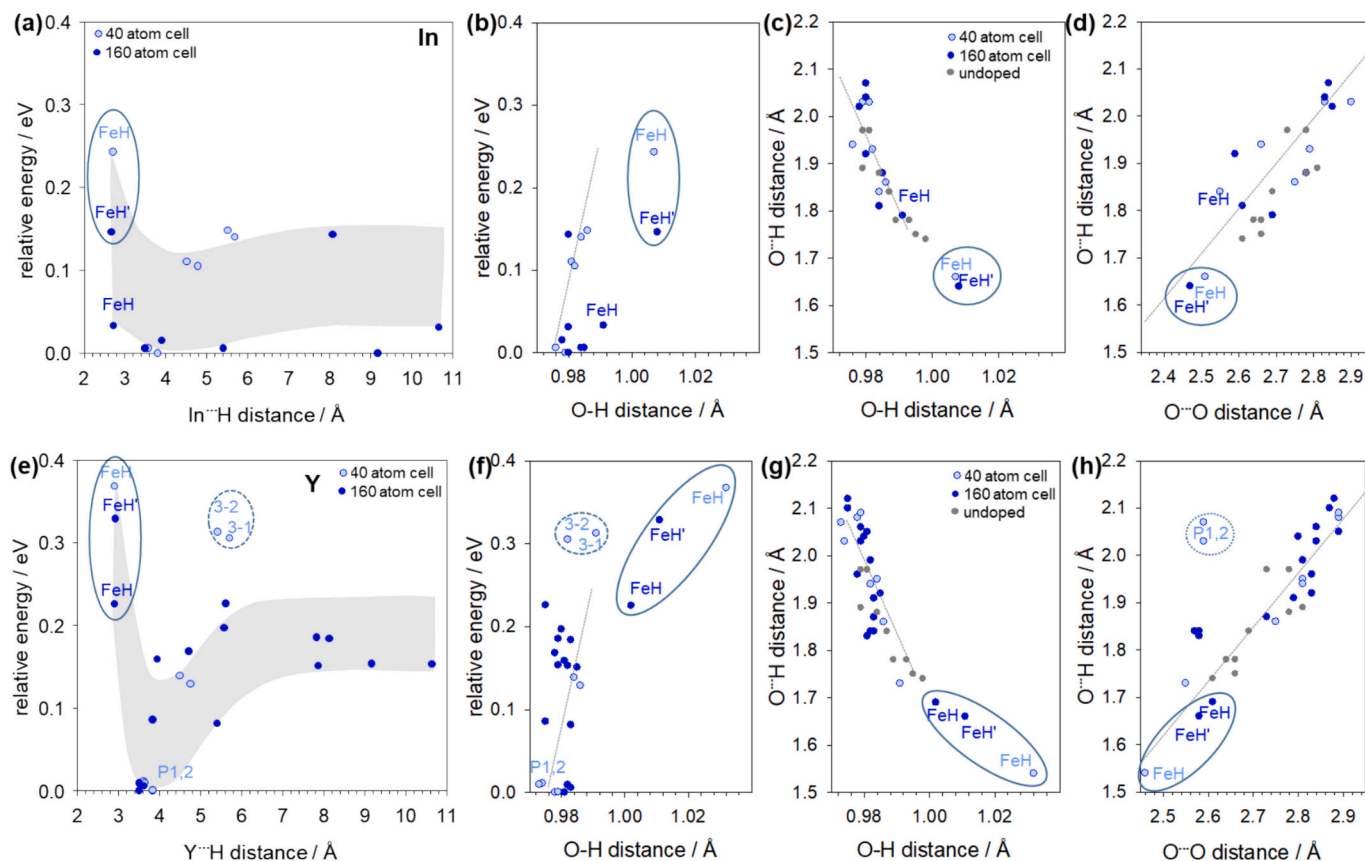 (a)
40 atom cell
160 atom cell
In
FeH
FeH'
FeH
relative energy / eV
0.4
0.3
0.2
0.1
0.0
2 3 4 5 6 7 8 9 10 11
In···H distance / Å
(b)
FeH
FeH'
FeH
relative energy / eV
0.4
0.3
0.2
0.1
0.0
0.98 1.00 1.02
O-H distance / Å
(c)
40 atom cell
160 atom cell
undoped
FeH
FeH
FeH'
O···H distance / Å
2.2
2.1
2.0
1.9
1.8
1.7
1.6
1.5
0.98 1.00 1.02
O-H distance / Å
(d)
FeH
FeH'
FeH
O···H distance / Å
2.2
2.1
2.0
1.9
1.8
1.7
1.6
1.5
2.4 2.5 2.6 2.7 2.8 2.9
O···O distance / Å
(e)
40 atom cell
160 atom cell
Y
FeH
FeH'
FeH
3-2
3-1
P1,2
relative energy / eV
0.4
0.3
0.2
0.1
0.0
2 3 4 5 6 7 8 9 10 11
Y···H distance / Å
(f)
3-2
3-1
FeH
FeH'
FeH
P1,2
relative energy / eV
0.4
0.3
0.2
0.1
0.0
0.98 1.00 1.02
O-H distance / Å
(g)
40 atom cell
160 atom cell
undoped
FeH
FeH'
FeH
O···H distance / Å
2.2
2.1
2.0
1.9
1.8
1.7
1.6
1.5
0.98 1.00 1.02
O-H distance / Å
(h)
P1,2
FeH
FeH'
FeH
O···H distance / Å
2.2
2.1
2.0
1.9
1.8
1.7
1.6
1.5
2.5 2.6 2.7 2.8 2.9
O···O distance / Å